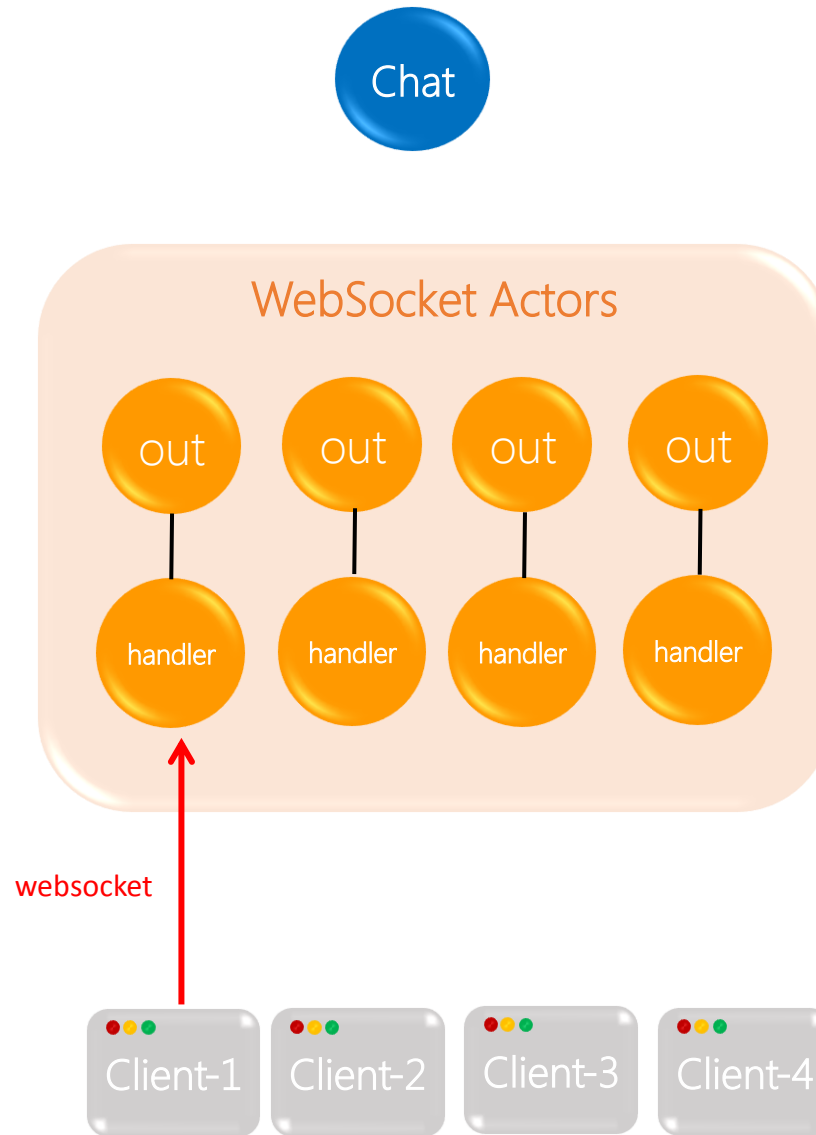 Chat
WebSocket Actors
out out out out
handler handler handler handler
websocket
Client-1 Client-2 Client-3 Client-4